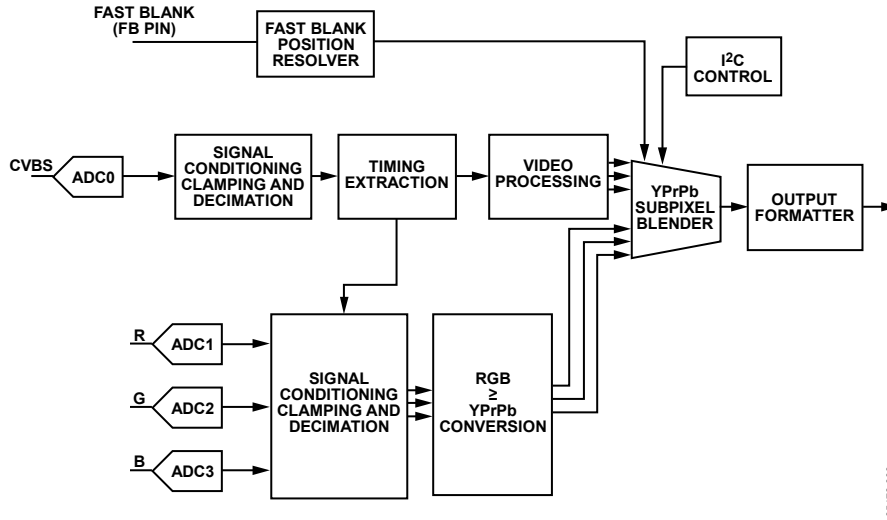 FAST BLANK
(FB PIN)
FAST BLANK
POSITION
RESOLVER
I2C
CONTROL
CVBS
ADC0
SIGNAL
CONDITIONING
CLAMPING AND
DECIMATION
TIMING
EXTRACTION
VIDEO
PROCESSING
YPrPb
SUBPIXEL
BLENDER
OUTPUT
FORMATTER
R
ADC1
G
ADC2
B
ADC3
SIGNAL
CONDITIONING
CLAMPING AND
DECIMATION
RGB
≥
YPrPb
CONVERSION